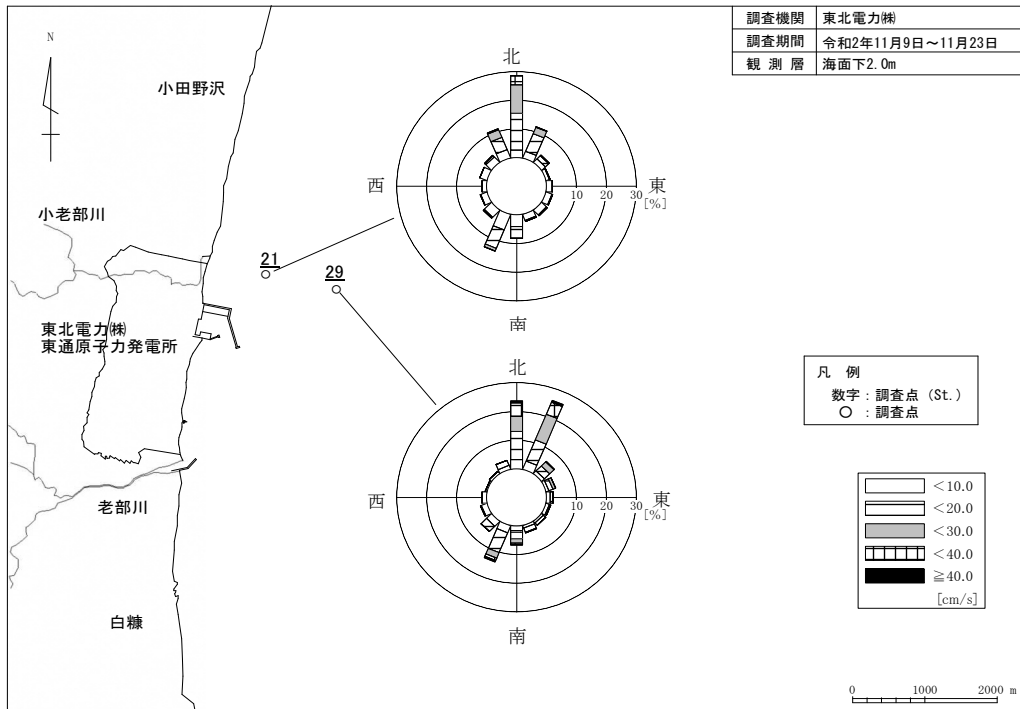 調査機関 東北電力㈱
調査期間 令和2年11月9日～11月23日
観測層 海面下2.0m
N
小田野沢
小老部川
東北電力㈱
東通原子力発電所
老部川
白糠
21
29
北
西
東
10 20 30
[%]
南
北
西
東
10 20 30
[%]
南
凡 例
数字：調査点 (St.)
○ ：調査点
＜10.0
＜20.0
＜30.0
＜40.0
≧40.0
[cm/s]
0 1000 2000 m